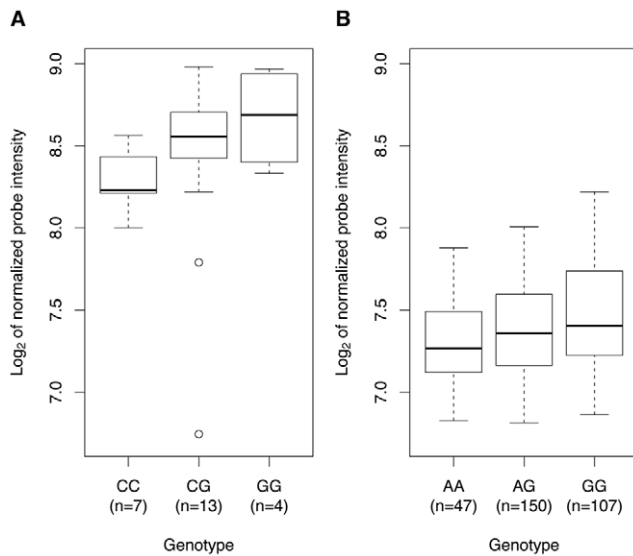 A
Log2 of normalized probe intensity
9.0
8.5
8.0
7.5
7.0
CC
(n=7)
CG
(n=13)
GG
(n=4)
Genotype
B
Log2 of normalized probe intensity
9.0
8.5
8.0
7.5
7.0
AA
(n=47)
AG
(n=150)
GG
(n=107)
Genotype